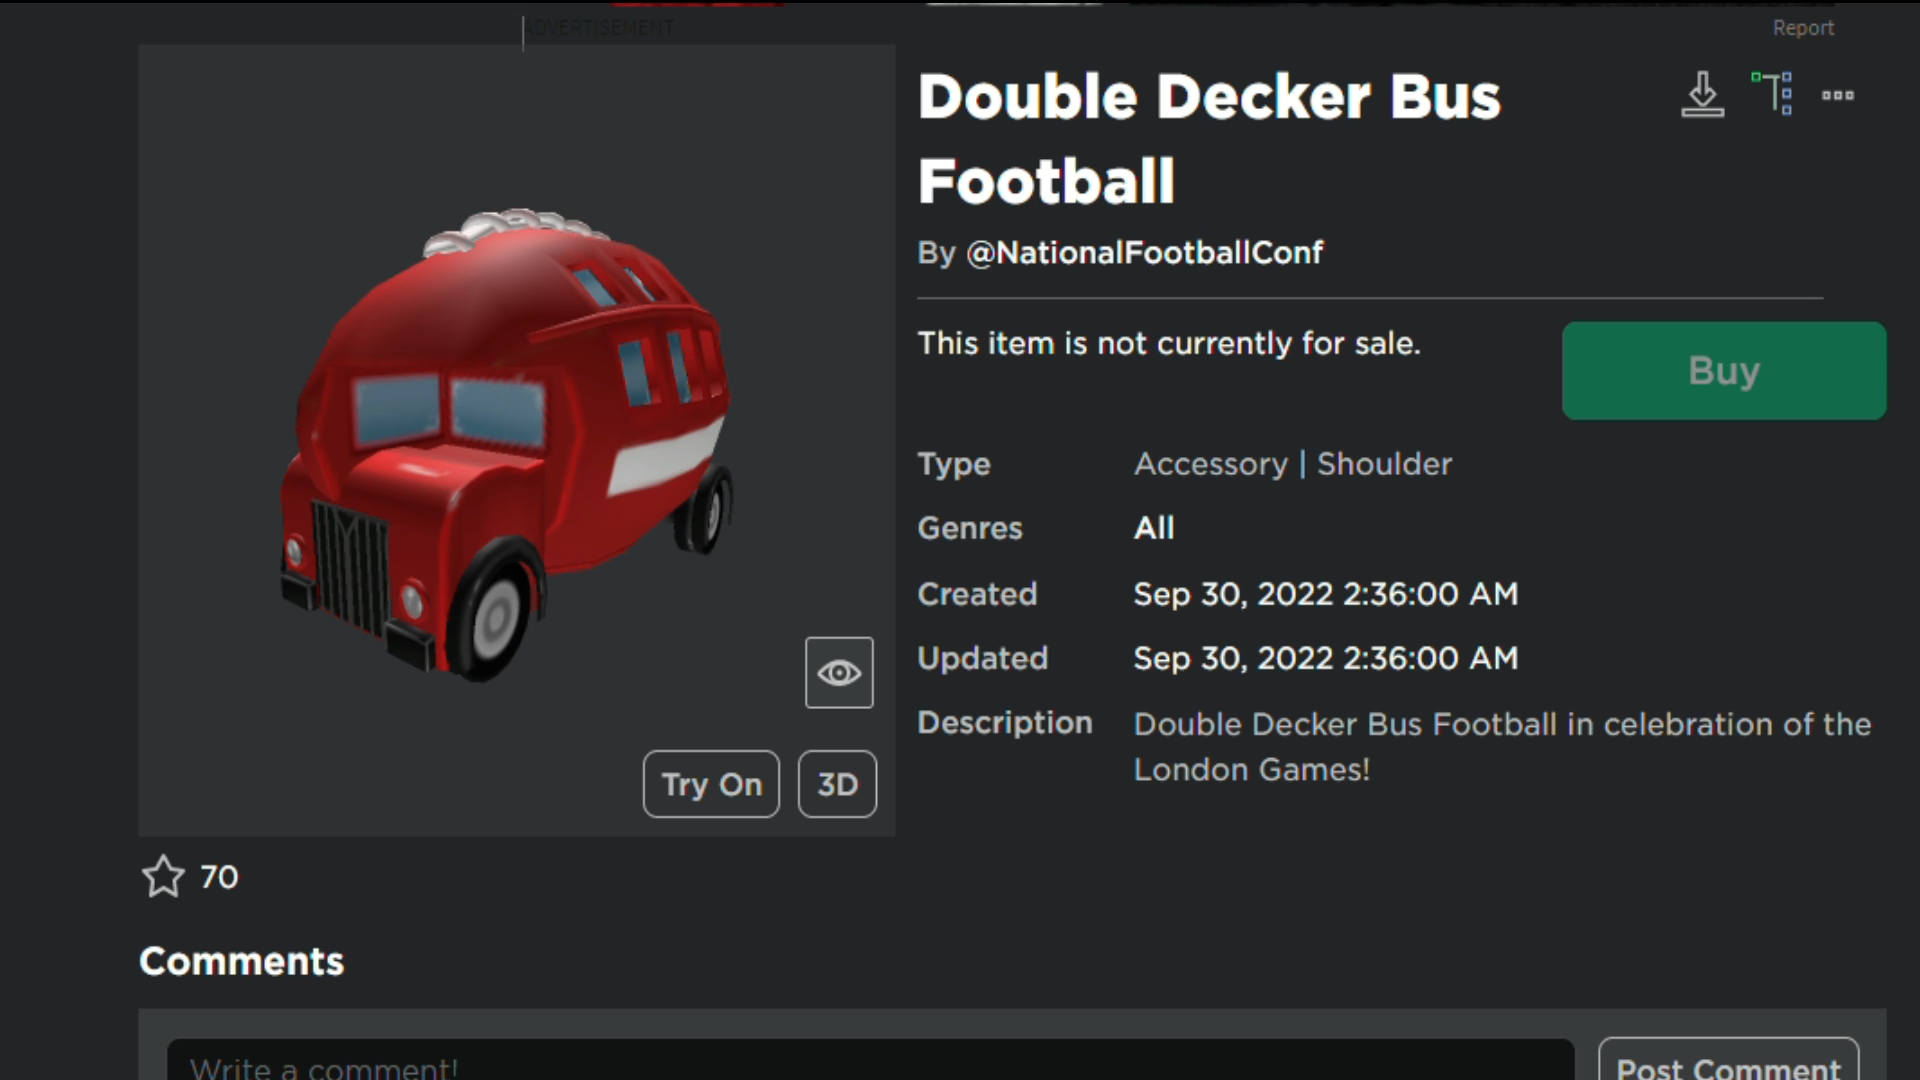 ADVERTISEMENT
Report
Double Decker Bus
Football
By @NationalFootballConf
This item is not currently for sale.
Buy
Type Accessory | Shoulder
Genres All
Created Sep 30, 2022 2:36:00 AM
Updated Sep 30, 2022 2:36:00 AM
Description Double Decker Bus Football in celebration of the
London Games!
Try On 3D
70
Comments
Write a comment!
Post Comment